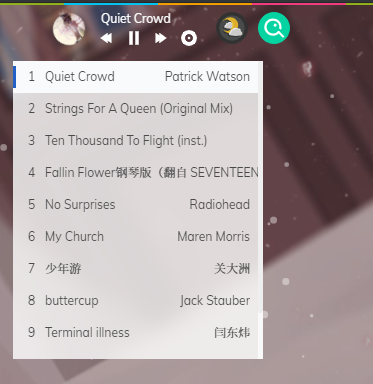 Quiet Crowd
1 Quiet Crowd Patrick Watson
2 Strings For A Queen (Original Mix)
3 Ten Thousand To Flight (inst.)
4 Fallin Flower钢琴版（翻自 SEVENTEEN
5 No Surprises Radiohead
6 My Church Maren Morris
7 少年游 关大洲
8 buttercup Jack Stauber
9 Terminal illness 闫东炜